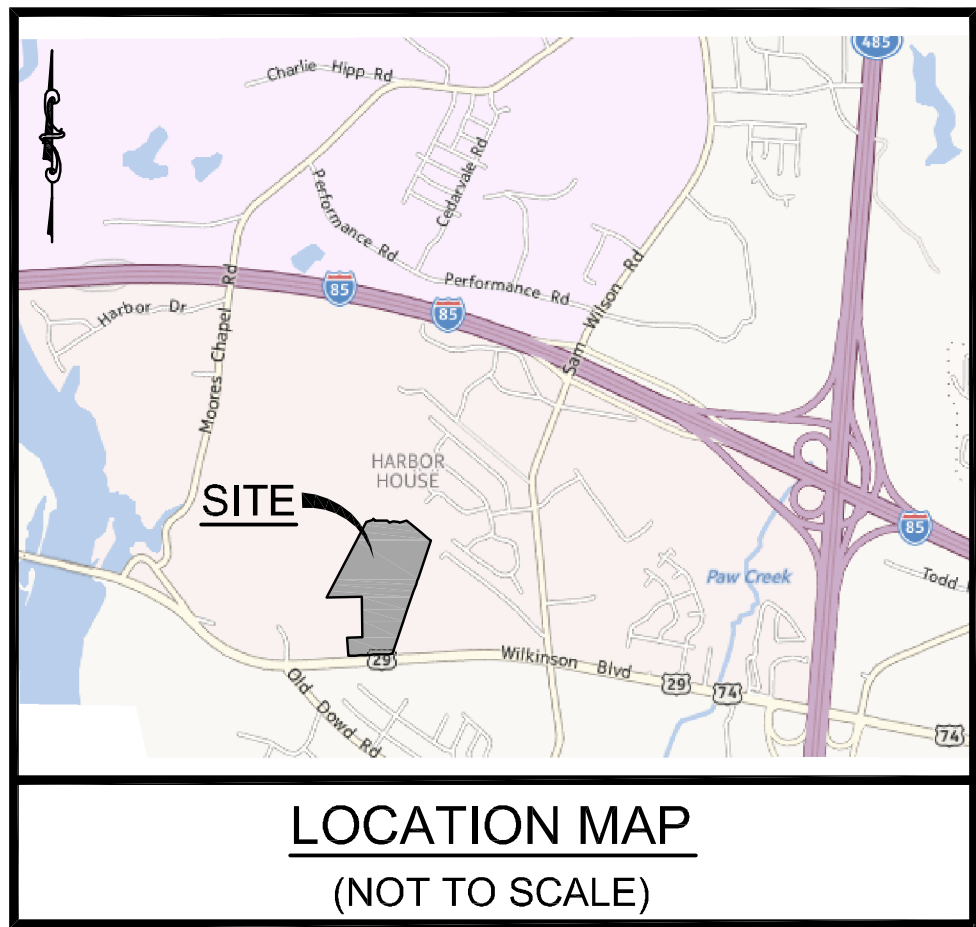 485
Charlie Hipp Rd
Cedarvale Rd
Performance Rd
Performance Rd
Sam Wilson Rd
Moores Chapel Rd
85
85
Harbor Dr
HARBOR
HOUSE
SITE
85
Paw Creek
Todd
29
Wilkinson Blvd
29
74
74
Old Dowd Rd
LOCATION MAP
(NOT TO SCALE)